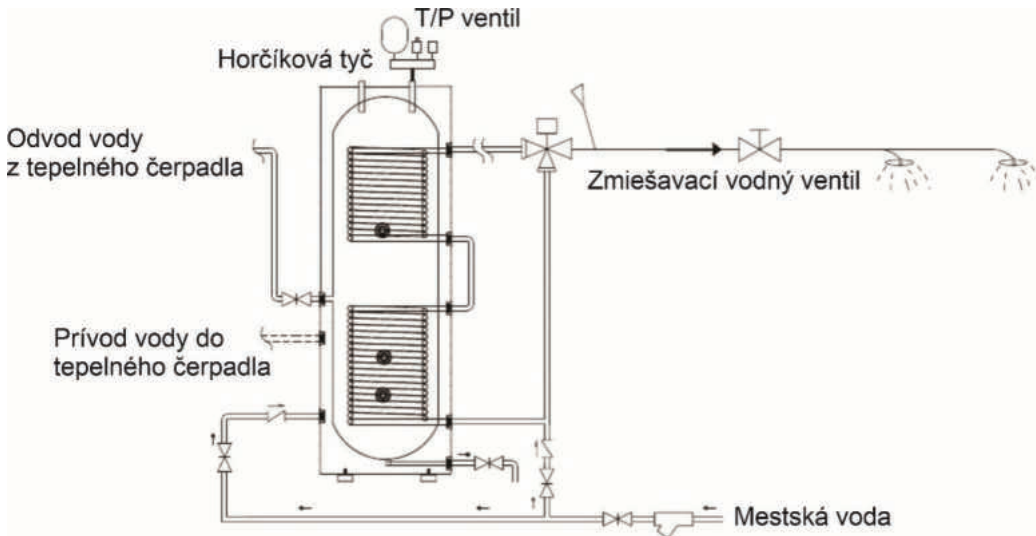 T/P ventil
Horčíková tyč
Odvod vody
z tepelného čerpadla
Zmiešavací vodný ventil
Prívod vody do
tepelného čerpadla
Mestská voda